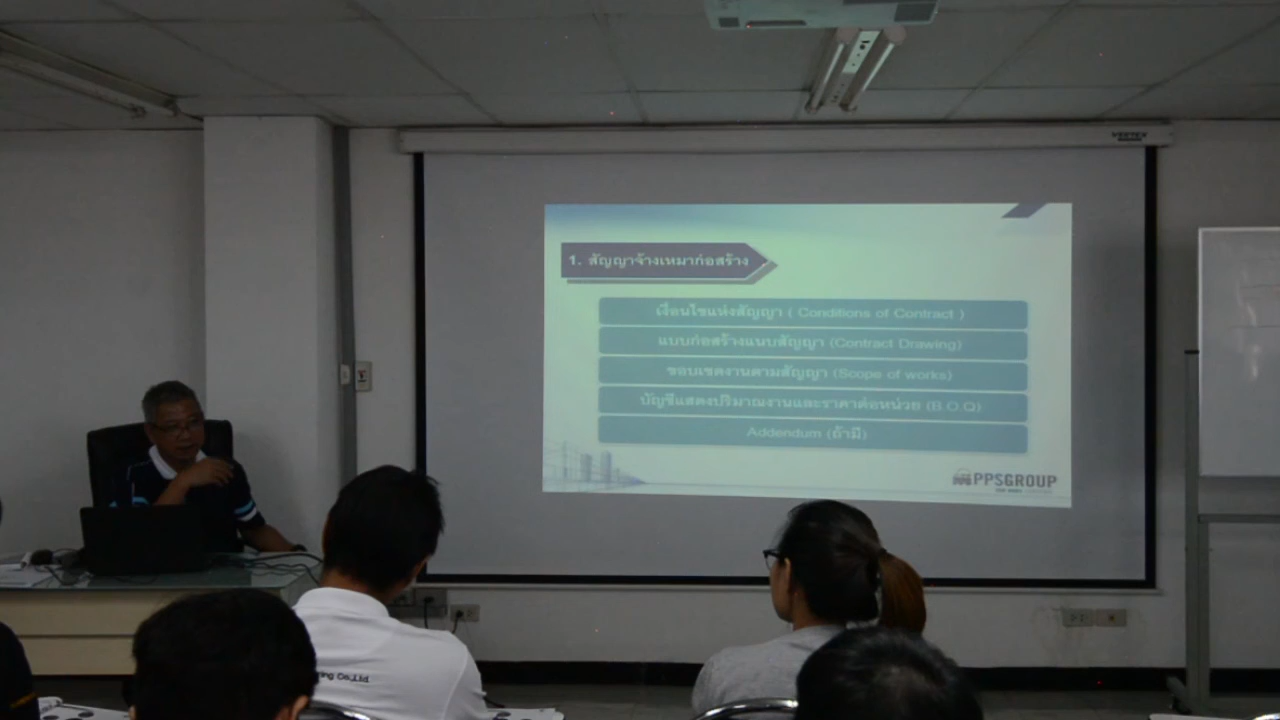 VERTEX
1. สัญญาจ้างเหมาก่อสร้าง
เงื่อนไขแห่งสัญญา ( Conditions of Contract )
แบบก่อสร้างแนบสัญญา (Contract Drawing)
ขอบเขตงานตามสัญญา (Scope of works)
บัญชีแสดงปริมาณงานและราคาต่อหน่วย (B.O.Q)
Addendum (ถ้ามี)
PPSGROUP
Co.,Ltd